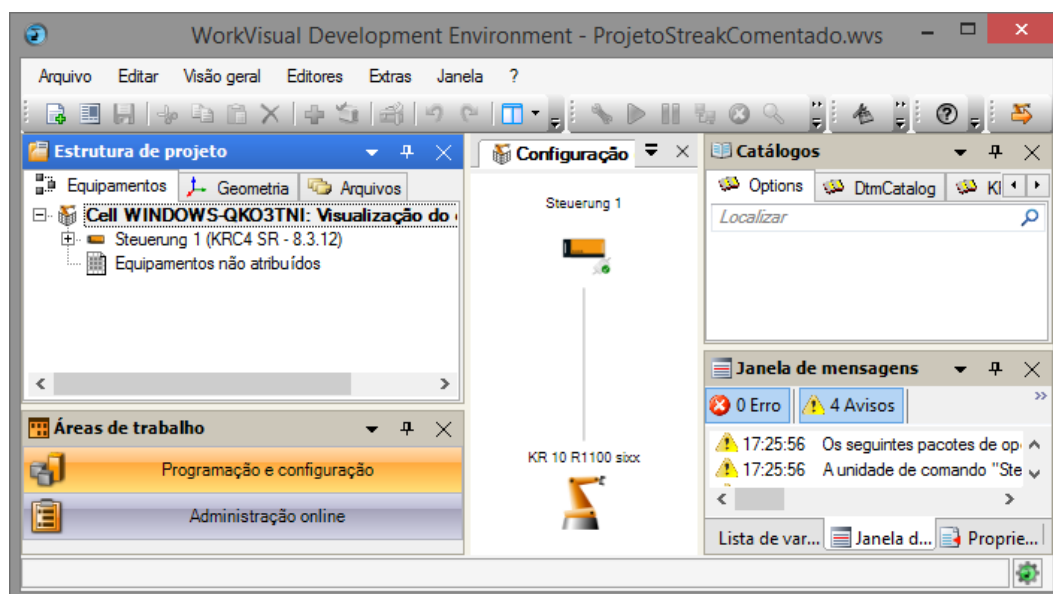 WorkVisual Development Environment - ProjetoStreakComentado.wvs
Arquivo Editar Visão geral Editores Extras Janela ?
Estrutura de projeto
Equipamentos Geometria Arquivos
Cell WINDOWS-QKO3TNI: Visualização do
Steuerung 1 (KRC4 SR - 8.3.12)
Equipamentos não atribuídos
Áreas de trabalho
Programação e configuração
Administração online
Configuração
Steuerung 1
KR 10 R1100 sixx
Catálogos
Options DtmCatalog Kl
Localizar
Janela de mensagens
0 Erro 4 Avisos
17:25:56 Os seguintes pacotes de op
17:25:56 A unidade de comando "Ste
Lista de var... Janela d... Proprie...